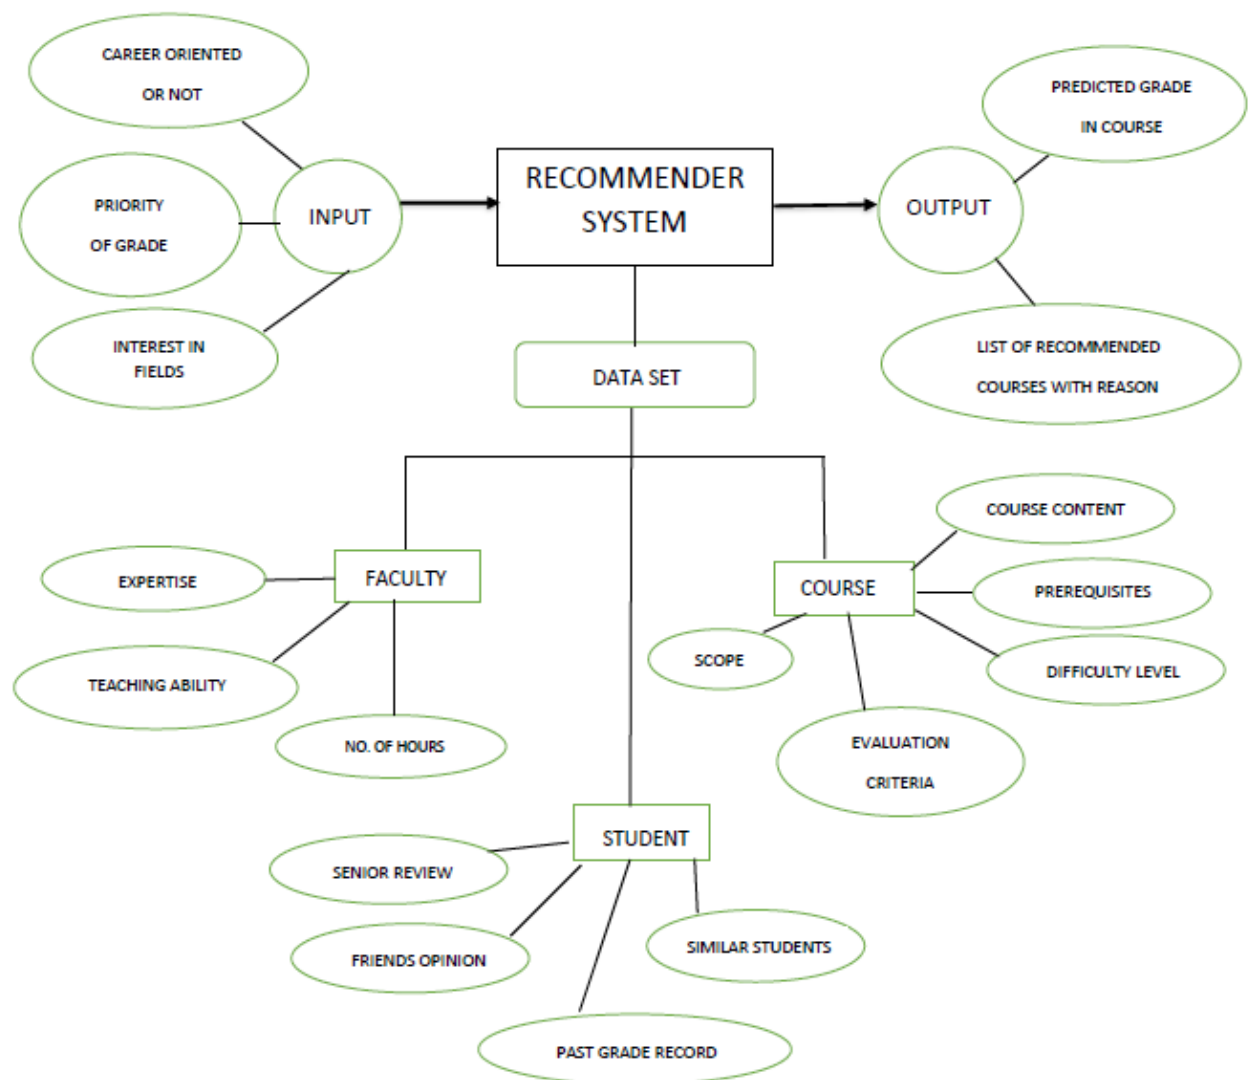 CAREER ORIENTED
OR NOT
PRIORITY
OF GRADE
INTEREST IN
FIELDS
INPUT
RECOMMENDER
SYSTEM
OUTPUT
PREDICTED GRADE
IN COURSE
LIST OF RECOMMENDED
COURSES WITH REASON
DATA SET
FACULTY
EXPERTISE
TEACHING ABILITY
NO. OF HOURS
COURSE
COURSE CONTENT
PREREQUISITES
DIFFICULTY LEVEL
SCOPE
EVALUATION
CRITERIA
STUDENT
SENIOR REVIEW
FRIENDS OPINION
SIMILAR STUDENTS
PAST GRADE RECORD